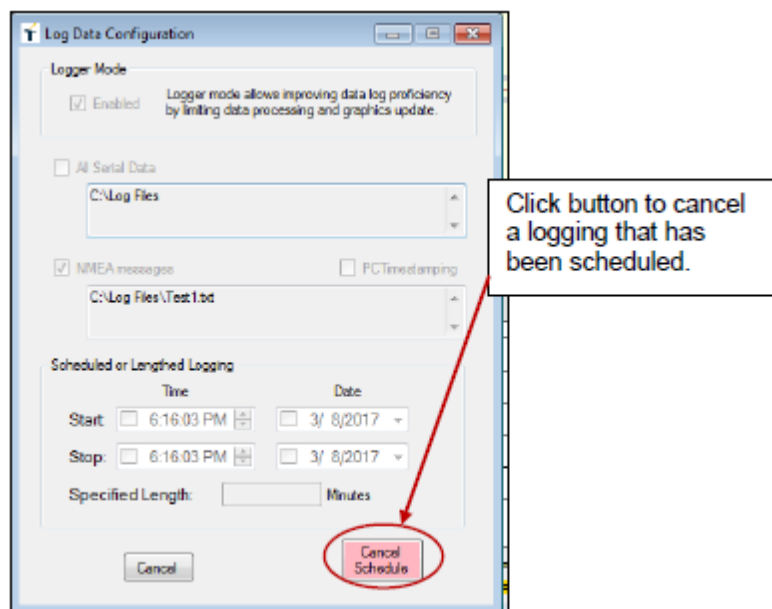 Log Data Configuration
Logger Mode
Enabled
Logger mode allows improving data log proficiency
by limiting data processing and graphics update.
All Serial Data
C:\Log Files
NMEA messages
PCTimestamping
C:\Log Files\Test1.txt
Scheduled or Lengthed Logging
Time Date
Start: 6:16:03 PM 3/ 8/2017
Stop: 6:16:03 PM 3/ 8/2017
Specified Length: Minutes
Cancel
Cancel
Schedule
Click button to cancel
a logging that has
been scheduled.